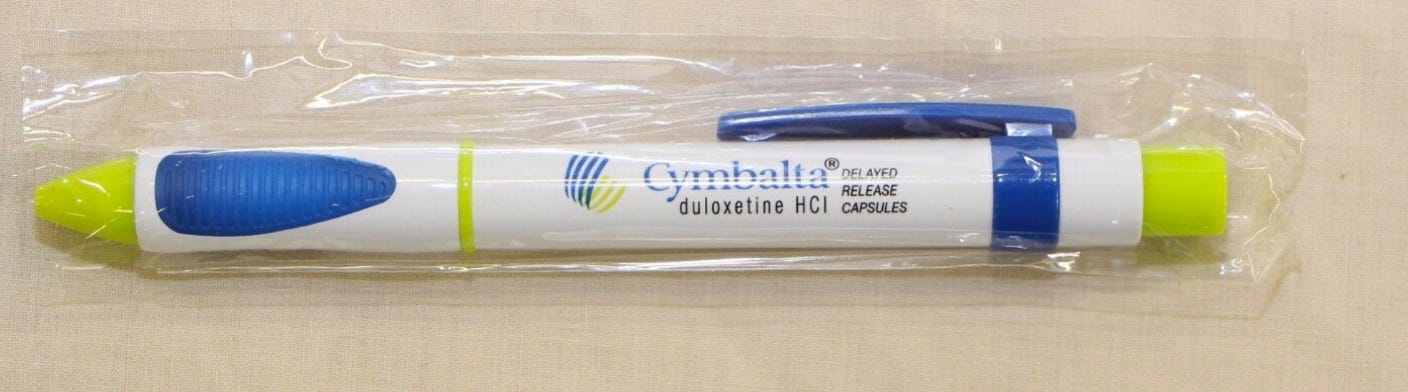 Cymbalta®
duloxetine HCl
DELAYED
RELEASE
CAPSULES